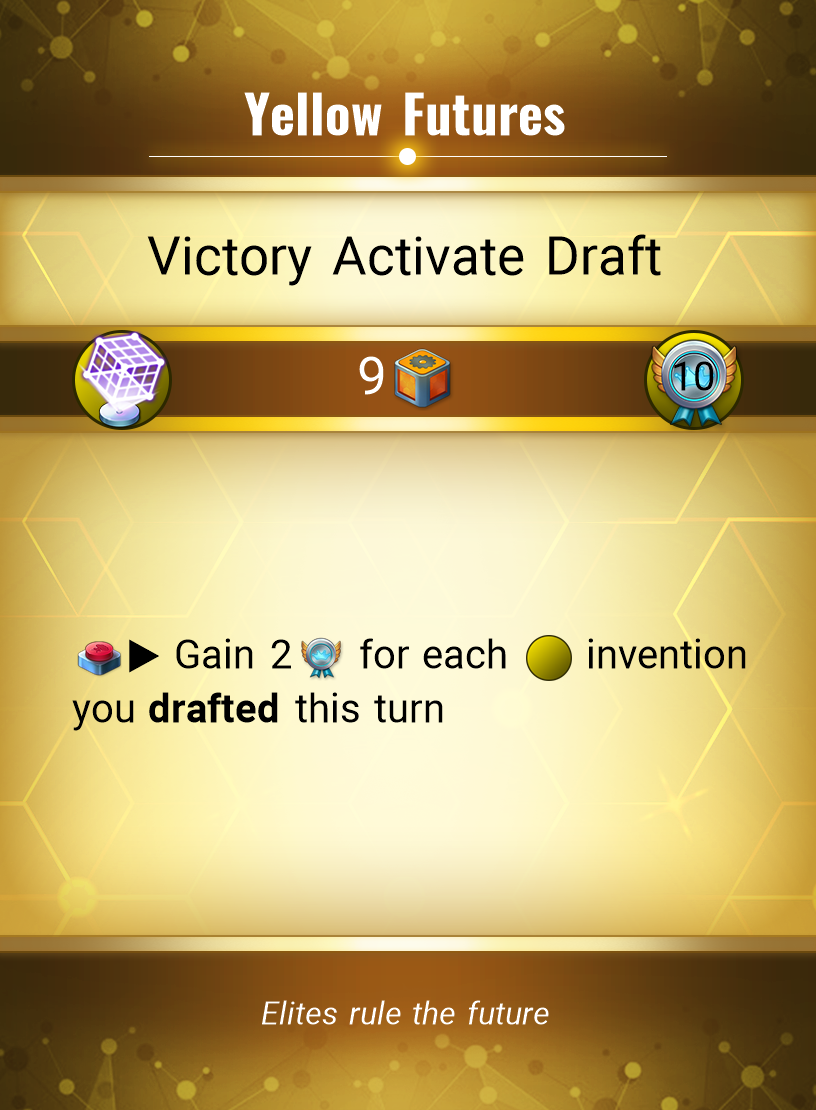 Yellow Futures
Victory Activate Draft
9
10
Gain 2 for each invention
you drafted this turn
Elites rule the future